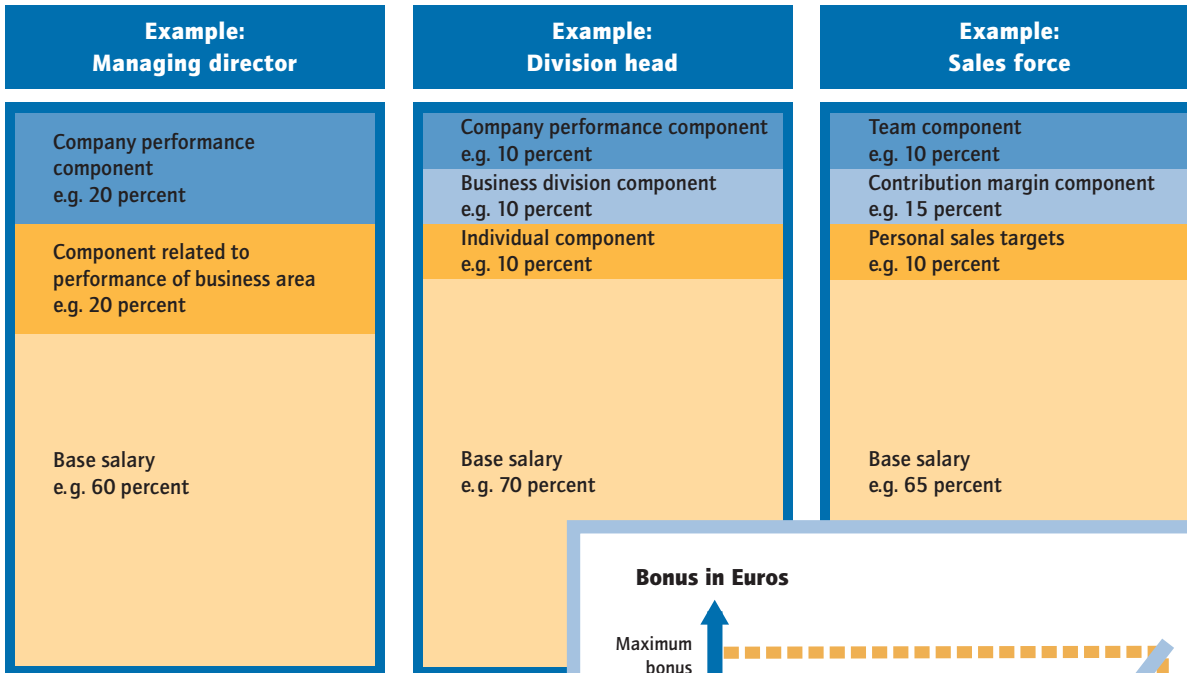 Example:
Managing director
Company performance
component
e.g. 20 percent
Component related to
performance of business area
e.g. 20 percent
Base salary
e.g. 60 percent
Example:
Division head
Company performance component
e.g. 10 percent
Business division component
e.g. 10 percent
Individual component
e.g. 10 percent
Base salary
e.g. 70 percent
Example:
Sales force
Team component
e.g. 10 percent
Contribution margin component
e.g. 15 percent
Personal sales targets
e.g. 10 percent
Base salary
e.g. 65 percent
Bonus in Euros
Maximum
bonus